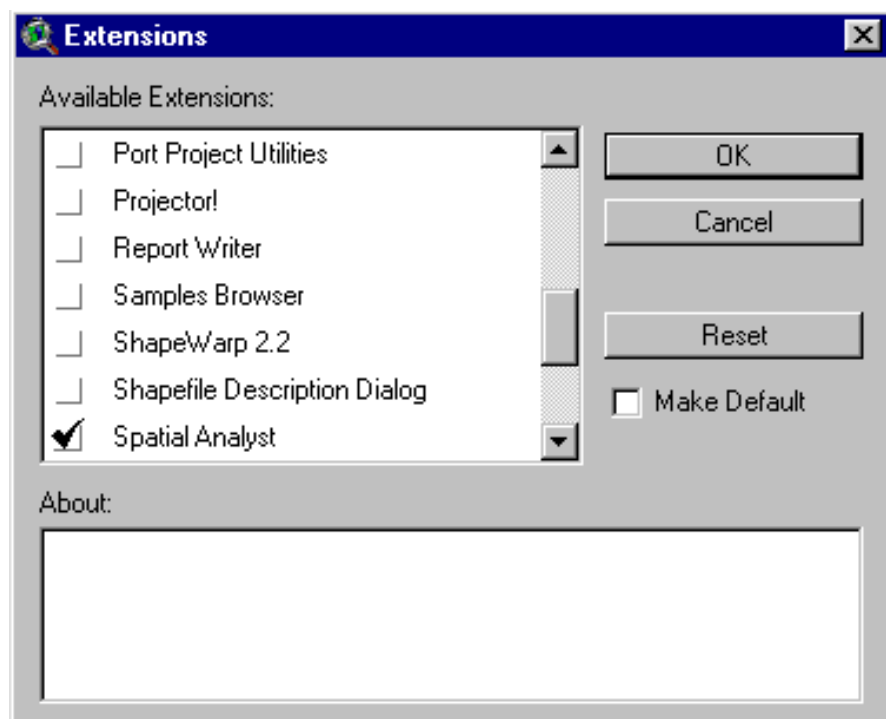 Extensions
Available Extensions:
Port Project Utilities
Projector!
Report Writer
Samples Browser
ShapeWarp 2.2
Shapefile Description Dialog
Spatial Analyst
OK
Cancel
Reset
Make Default
About: